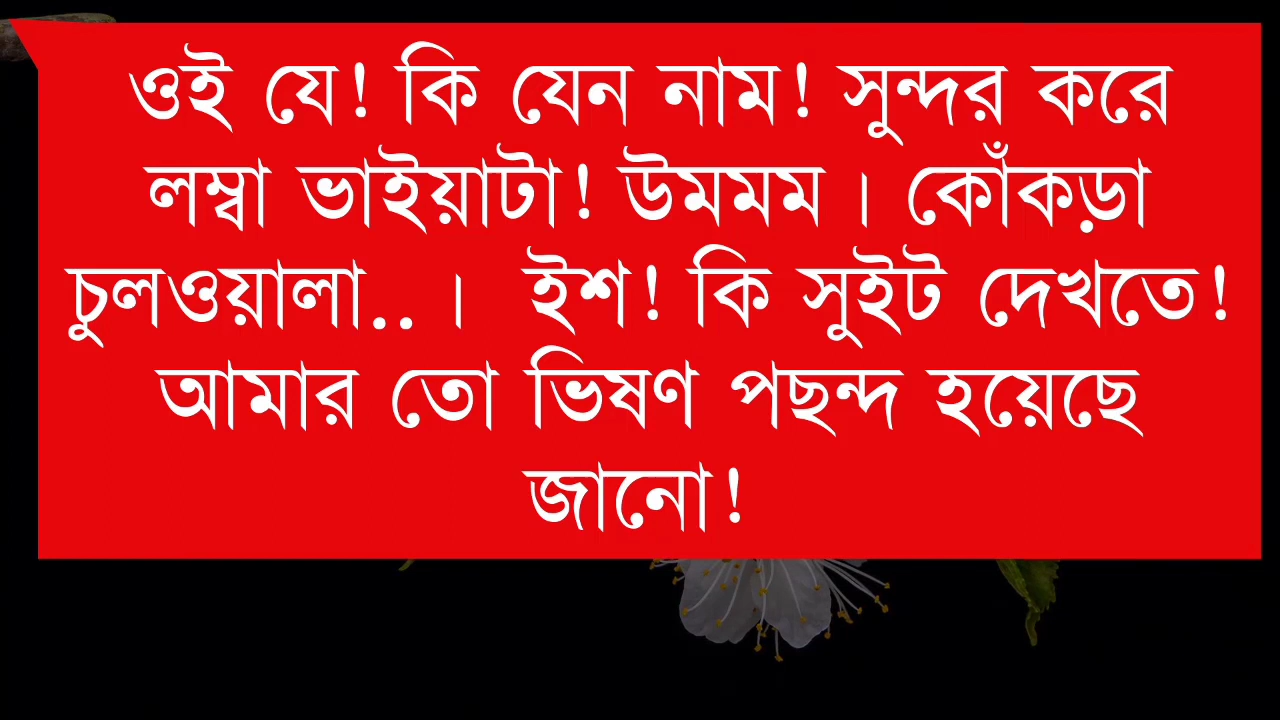 ওই যে! কি যেন নাম! সুন্দর করে
লম্বা ভাইয়াটা! উমমম। কোঁকড়া
চুলওয়ালা..। ইশ! কি সুইট দেখতে!
আমার তো ভিষণ পছন্দ হয়েছে
জানো!